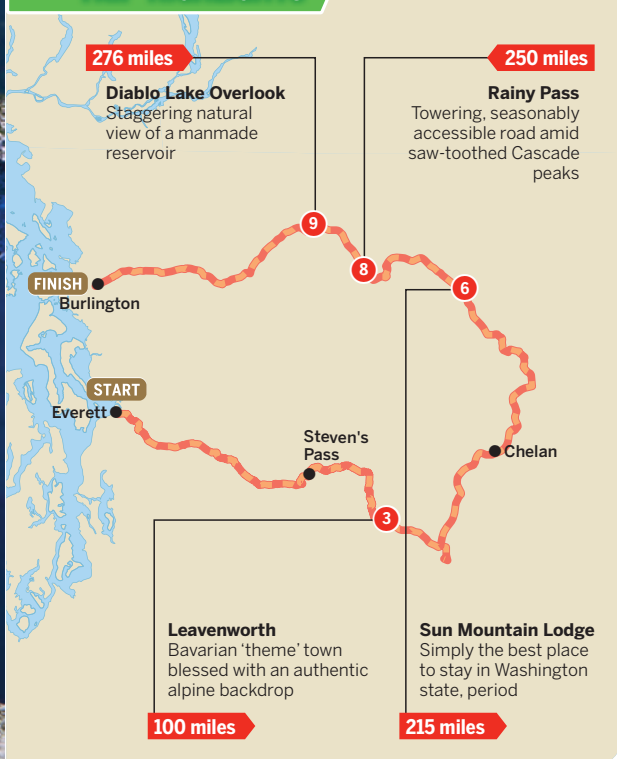 276 miles
Diablo Lake Overlook
Staggering natural
view of a manmade
reservoir
250 miles
Rainy Pass
Towering, seasonably
accessible road amid
saw-toothed Cascade
peaks
9
8
6
FINISH
Burlington
START
Everett
Steven's
Pass
Chelan
3
Leavenworth
Bavarian ‘theme’ town
blessed with an authentic
alpine backdrop
100 miles
Sun Mountain Lodge
Simply the best place
to stay in Washington
state, period
215 miles